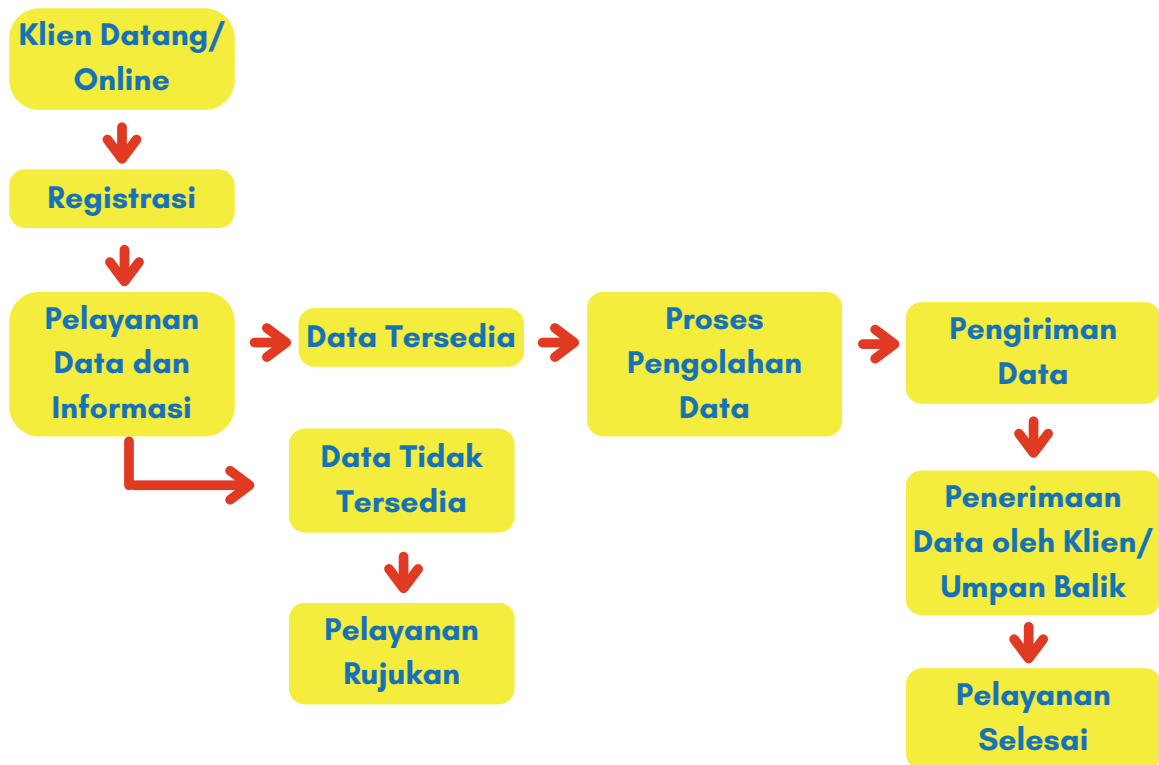 Klien Datang/
Online
Registrasi
Pelayanan
Data dan
Informasi
Data Tersedia
Proses
Pengolahan
Data
Pengiriman
Data
Data Tidak
Tersedia
Pelayanan
Rujukan
Penerimaan
Data oleh Klien/
Umpan Balik
Pelayanan
Selesai